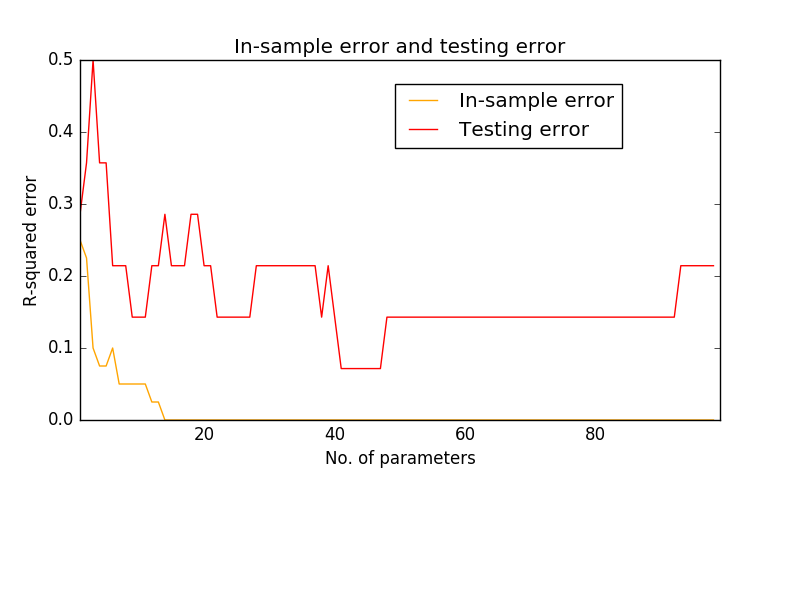 In-sample error and testing error
In-sample error
Testing error
R-squared error
0.5
0.4
0.3
0.2
0.1
0.0
20 40 60 80
No. of parameters